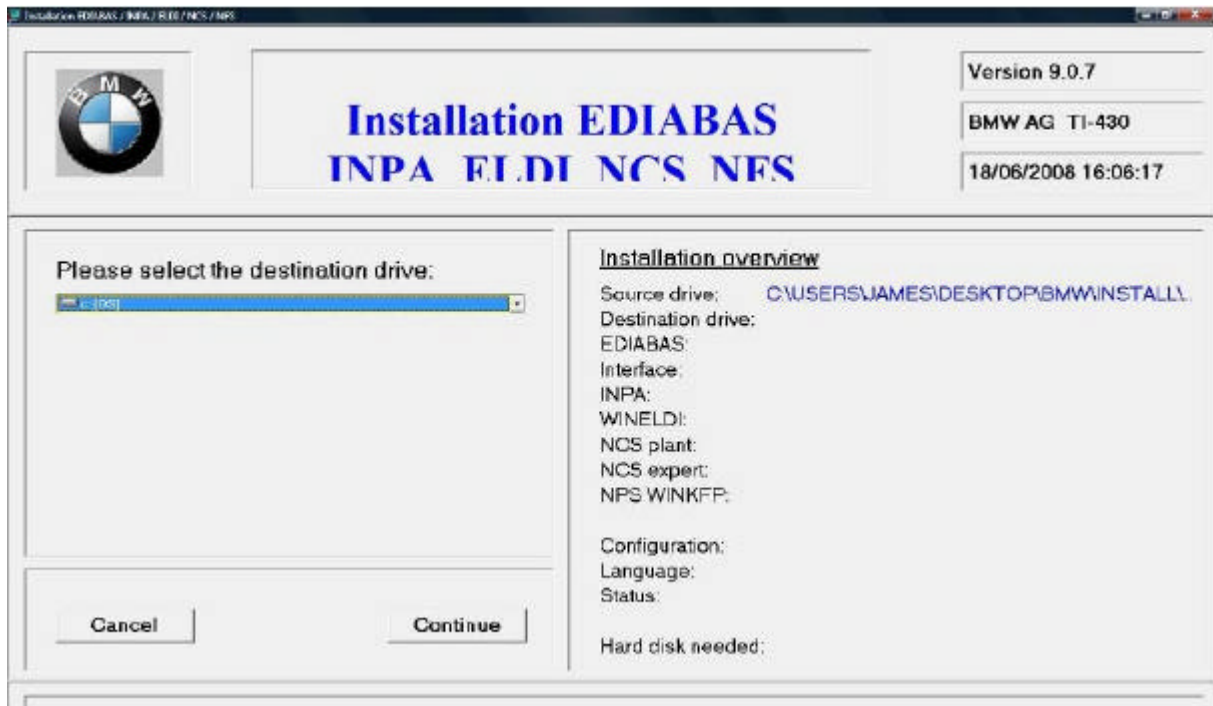 Installation EDIABAS / INPA / ELDI / NCS / NFS
BMW
Installation EDIABAS
INPA ELDI NCS NFS
Version 9.0.7
BMW AG TI-430
18/06/2008 16:06:17
Please select the destination drive:
c: [OS]
Cancel
Continue
Installation overview
Source drive: C:\USERS\JAMES\DESKTOP\BMW\INSTALL\..
Destination drive:
EDIABAS:
Interface:
INPA:
WINELDI:
NCS plant:
NCS expert:
NPS WINKFP:
Configuration:
Language:
Status:
Hard disk needed: